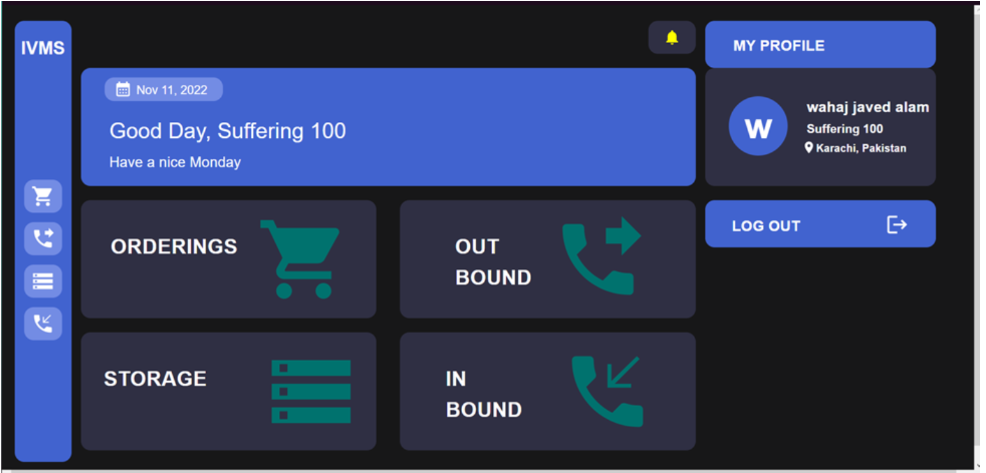 IVMS
Nov 11, 2022
Good Day, Suffering 100
Have a nice Monday
MY PROFILE
W
wahaj javed alam
Suffering 100
Karachi, Pakistan
LOG OUT
ORDERINGS
OUT
BOUND
STORAGE
IN
BOUND